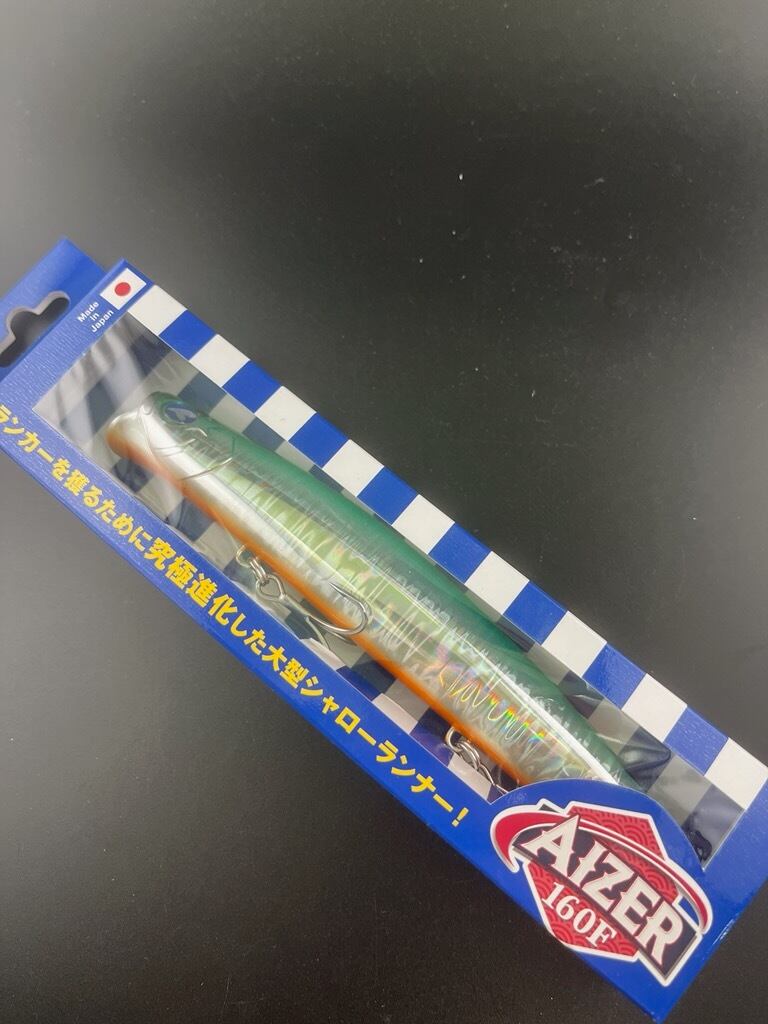 Made
in
Japan
ランカーを獲るために究極進化した大型シャローランナー！
AIZER
160F